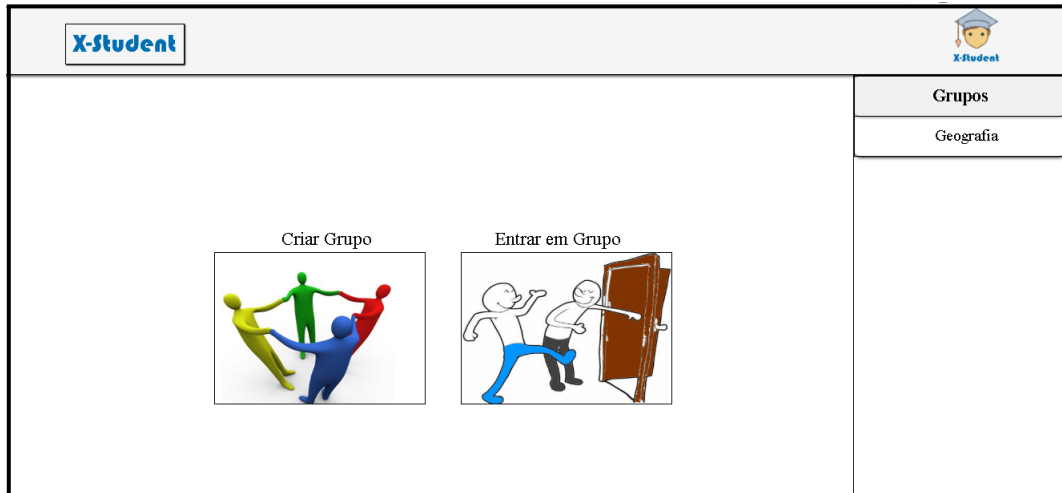 X-Student
X-Student
Grupos
Geografia
Criar Grupo
Entrar em Grupo